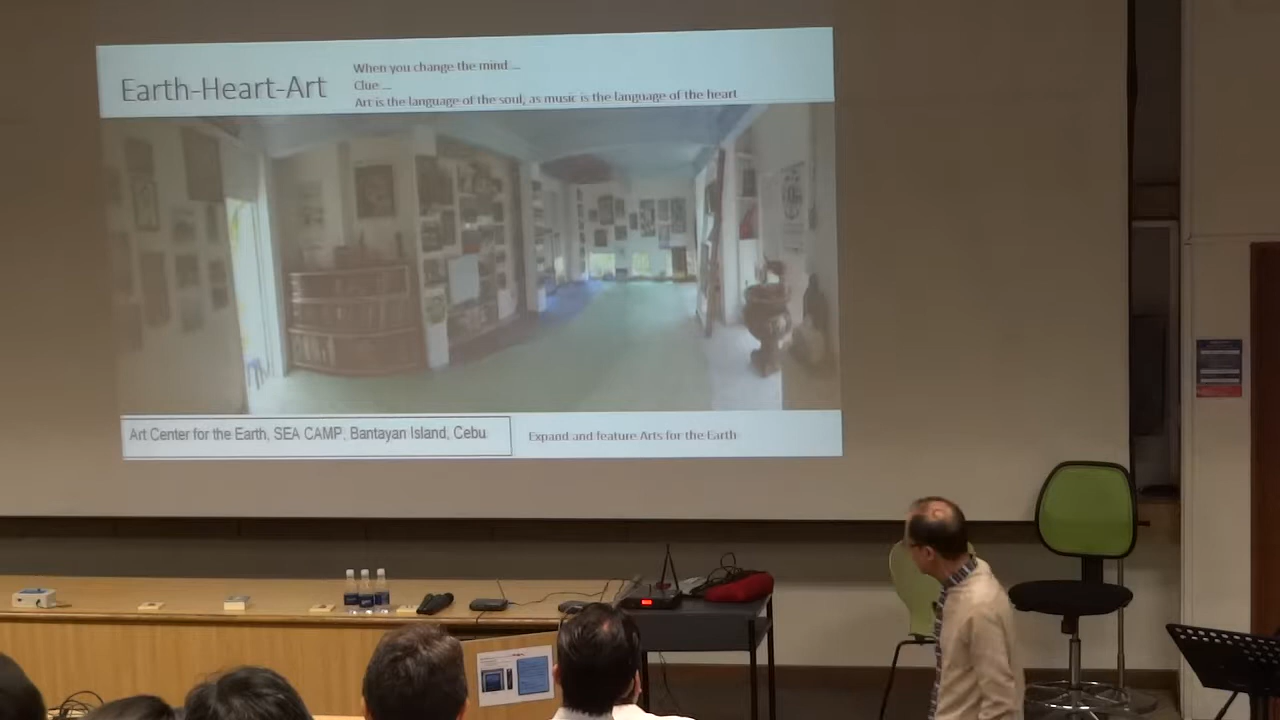 Earth-Heart-Art
When you change the mind ...
Clue ...
Art is the language of the soul, as music is the language of the heart
Art Center for the Earth, SEA CAMP, Bantayan Island, Cebu
Expand and feature Arts for the Earth